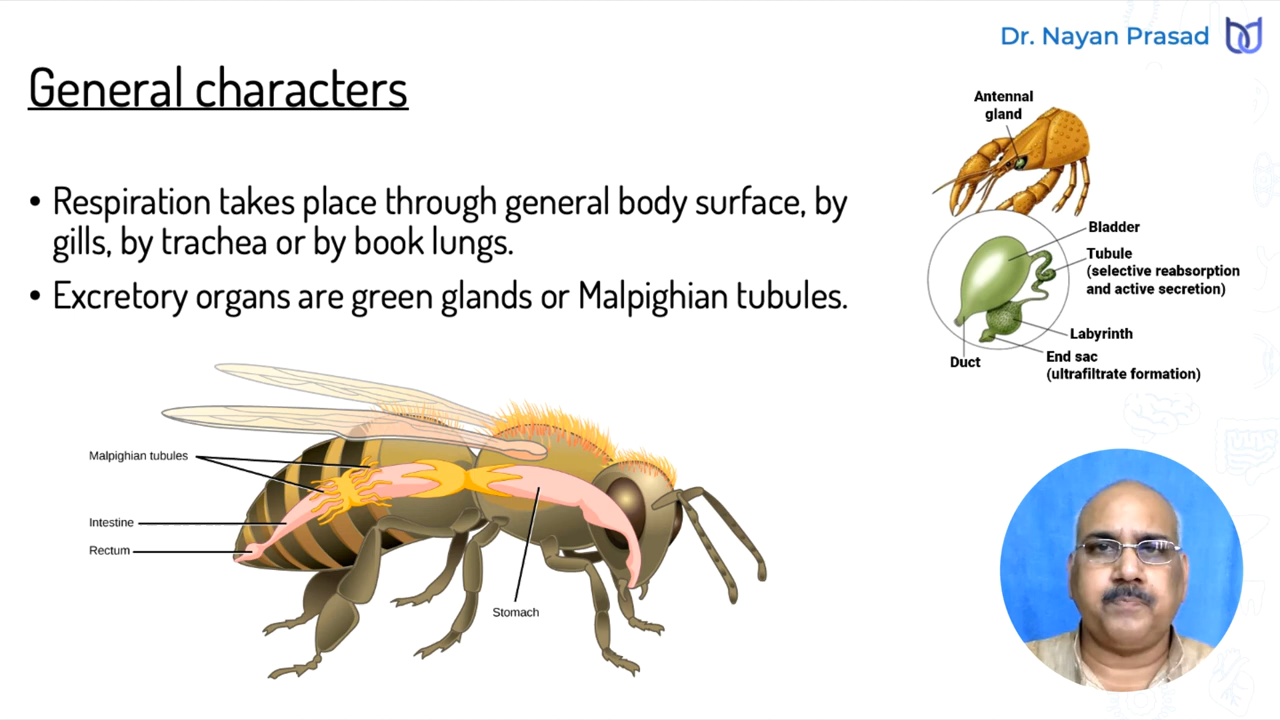 Dr. Nayan Prasad
General characters
• Respiration takes place through general body surface, by
gills, by trachea or by book lungs.
• Excretory organs are green glands or Malpighian tubules.
Antennal
gland
Bladder
Tubule
(selective reabsorption
and active secretion)
Labyrinth
Duct
End sac
(ultrafiltrate formation)
Malpighian tubules
Intestine
Rectum
Stomach